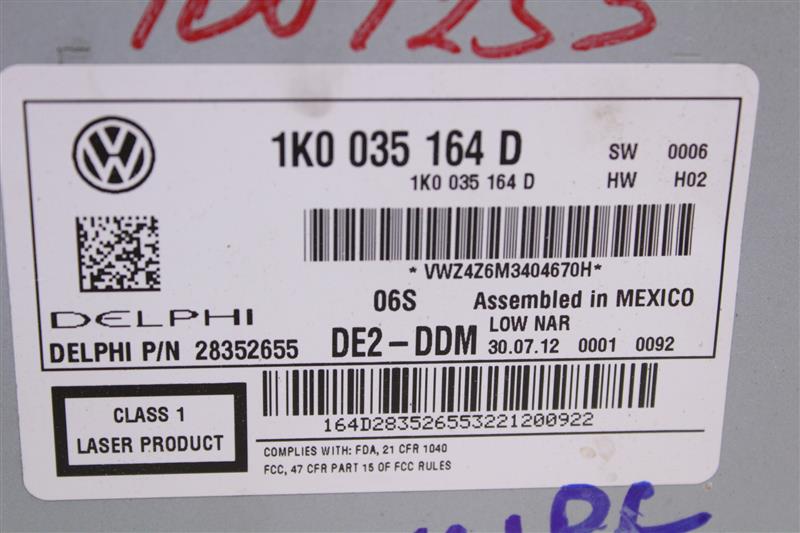 1K0 035 164 D SW 0006
1K0 035 164 D HW H02
*VWZ4Z6M3404670H*
06S Assembled in MEXICO
DELPHI LOW NAR
DELPHI P/N 28352655 DE2-DDM 30.07.12 0001 0092
164D283526553221200922
CLASS 1
LASER PRODUCT
COMPLIES WITH: FDA, 21 CFR 1040
FCC, 47 CFR PART 15 OF FCC RULES